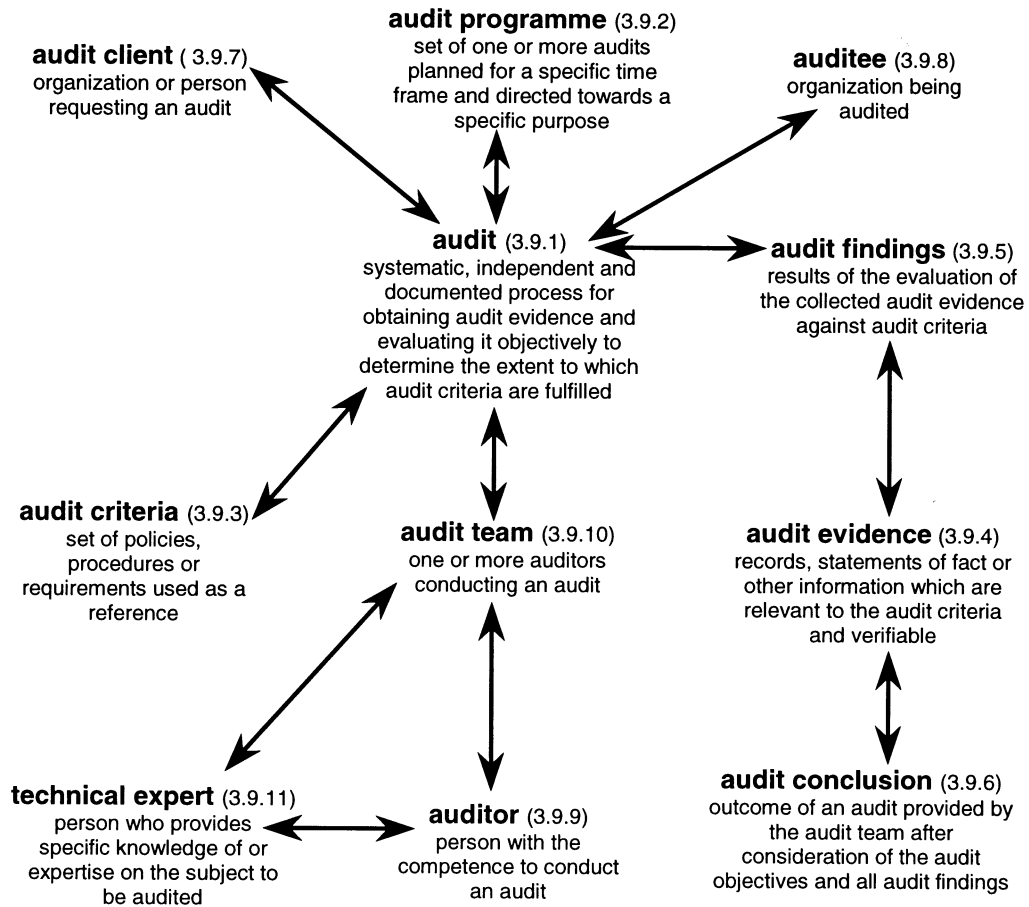 audit programme (3.9.2)
set of one or more audits
planned for a specific time
frame and directed towards a
specific purpose
audit client ( 3.9.7)
organization or person
requesting an audit
auditee (3.9.8)
organization being
audited
audit (3.9.1)
systematic, independent and
documented process for
obtaining audit evidence and
evaluating it objectively to
determine the extent to which
audit criteria are fulfilled
audit findings (3.9.5)
results of the evaluation of
the collected audit evidence
against audit criteria
audit criteria (3.9.3)
set of policies,
procedures or
requirements used as a
reference
audit team (3.9.10)
one or more auditors
conducting an audit
audit evidence (3.9.4)
records, statements of fact or
other information which are
relevant to the audit criteria
and verifiable
technical expert (3.9.11)
person who provides
specific knowledge of or
expertise on the subject to
be audited
auditor (3.9.9)
person with the
competence to conduct
an audit
audit conclusion (3.9.6)
outcome of an audit provided by
the audit team after
consideration of the audit
objectives and all audit findings